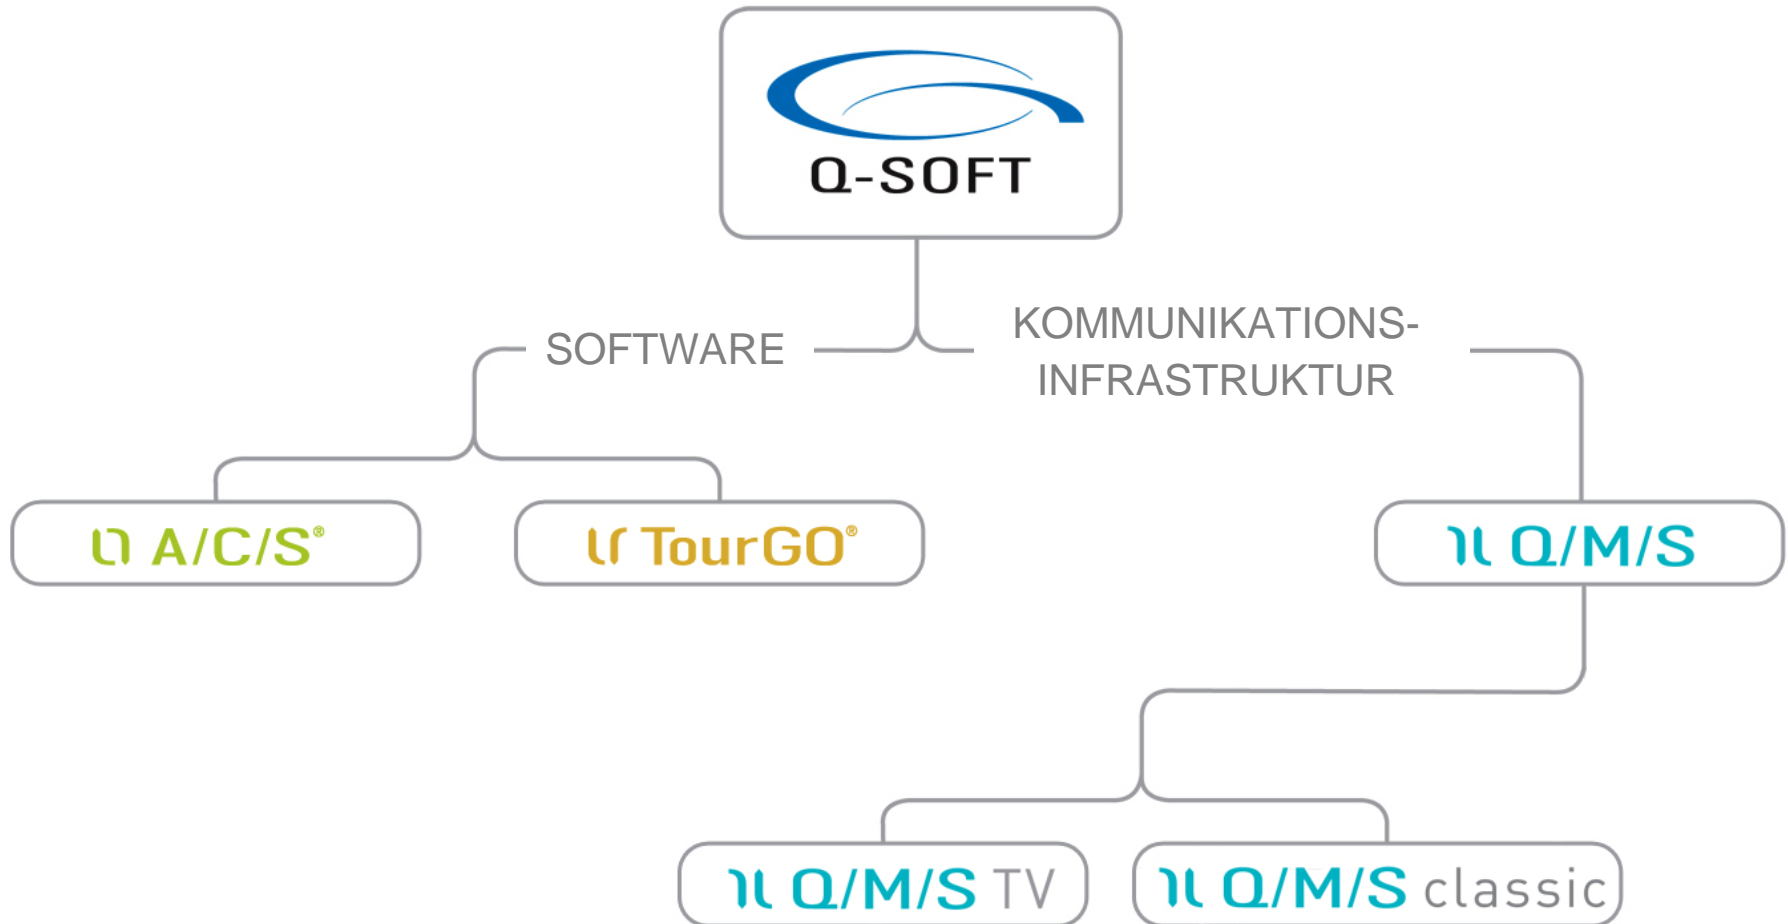 Q-SOFT
SOFTWARE
KOMMUNIKATIONS-
INFRASTRUKTUR
A/C/S®
TourGO®
Q/M/S
Q/M/S TV
Q/M/S classic